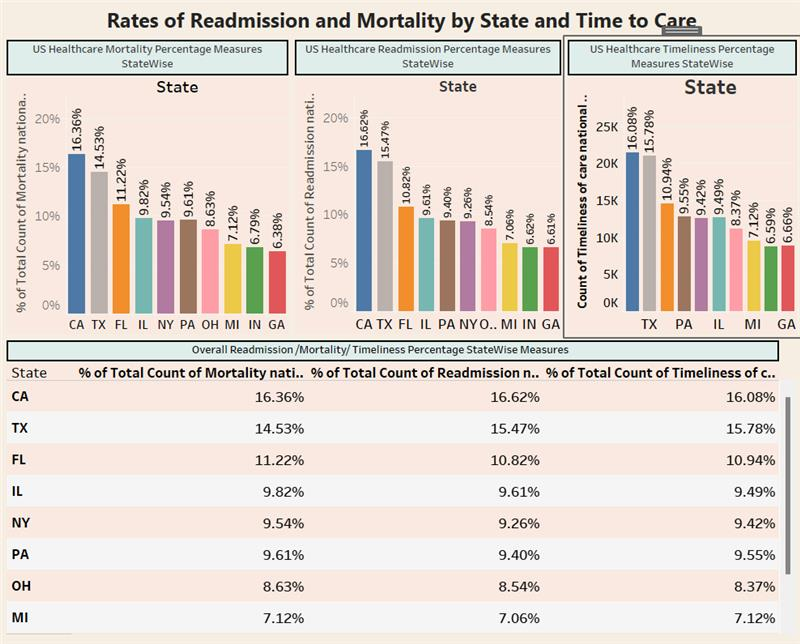 Rates of Readmission and Mortality by State and Time to Care
US Healthcare Mortality Percentage Measures
StateWise
State
% of Total Count of Mortality nationa..
20%
15%
10%
5%
0%
16.36%
14.53%
11.22%
9.82%
9.54%
9.61%
8.63%
7.12%
6.79%
6.38%
CA TX FL IL NY PA OH MI IN GA
US Healthcare Readmission Percentage Measures
StateWise
State
% of Total Count of Readmission nati..
20%
15%
10%
5%
0%
16.62%
15.47%
10.82%
9.61%
9.40%
9.26%
8.54%
7.06%
6.62%
6.61%
CA TX FL IL PA NY O.. MI IN GA
US Healthcare Timeliness Percentage
Measures StateWise
State
Count of Timeliness of care national ..
25K
20K
15K
10K
5K
0K
16.08%
15.78%
10.94%
9.55%
9.42%
9.49%
8.37%
7.12%
6.59%
6.66%
TX PA IL MI GA
Overall Readmission /Mortality/ Timeliness Percentage StateWise Measures
State % of Total Count of Mortality nati.. % of Total Count of Readmission n.. % of Total Count of Timeliness of c..
CA 16.36% 16.62% 16.08%
TX 14.53% 15.47% 15.78%
FL 11.22% 10.82% 10.94%
IL 9.82% 9.61% 9.49%
NY 9.54% 9.26% 9.42%
PA 9.61% 9.40% 9.55%
OH 8.63% 8.54% 8.37%
MI 7.12% 7.06% 7.12%